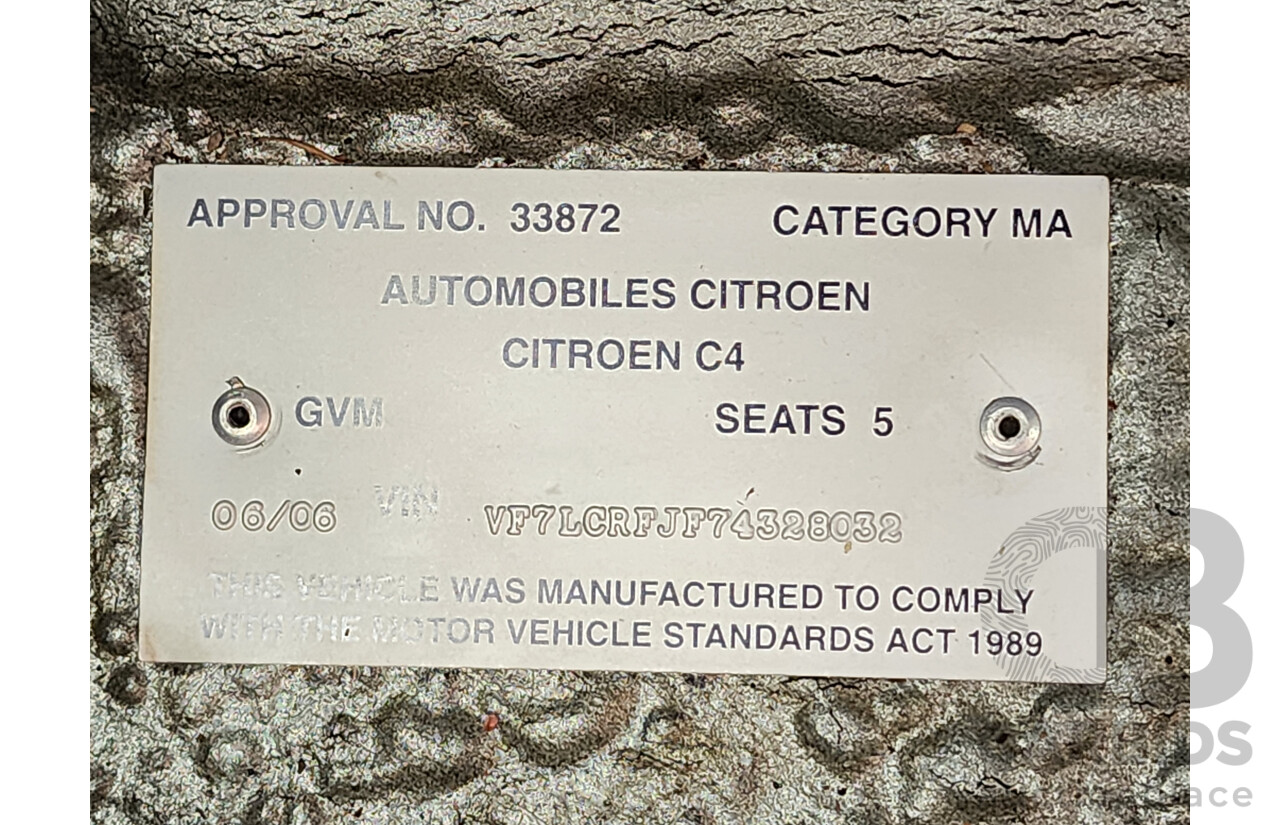 APPROVAL NO. 33872 CATEGORY MA
AUTOMOBILES CITROEN
CITROEN C4
GVM SEATS 5
06/06 VIN VF7LCRFJF74328032
THIS VEHICLE WAS MANUFACTURED TO COMPLY
WITH THE MOTOR VEHICLE STANDARDS ACT 1989